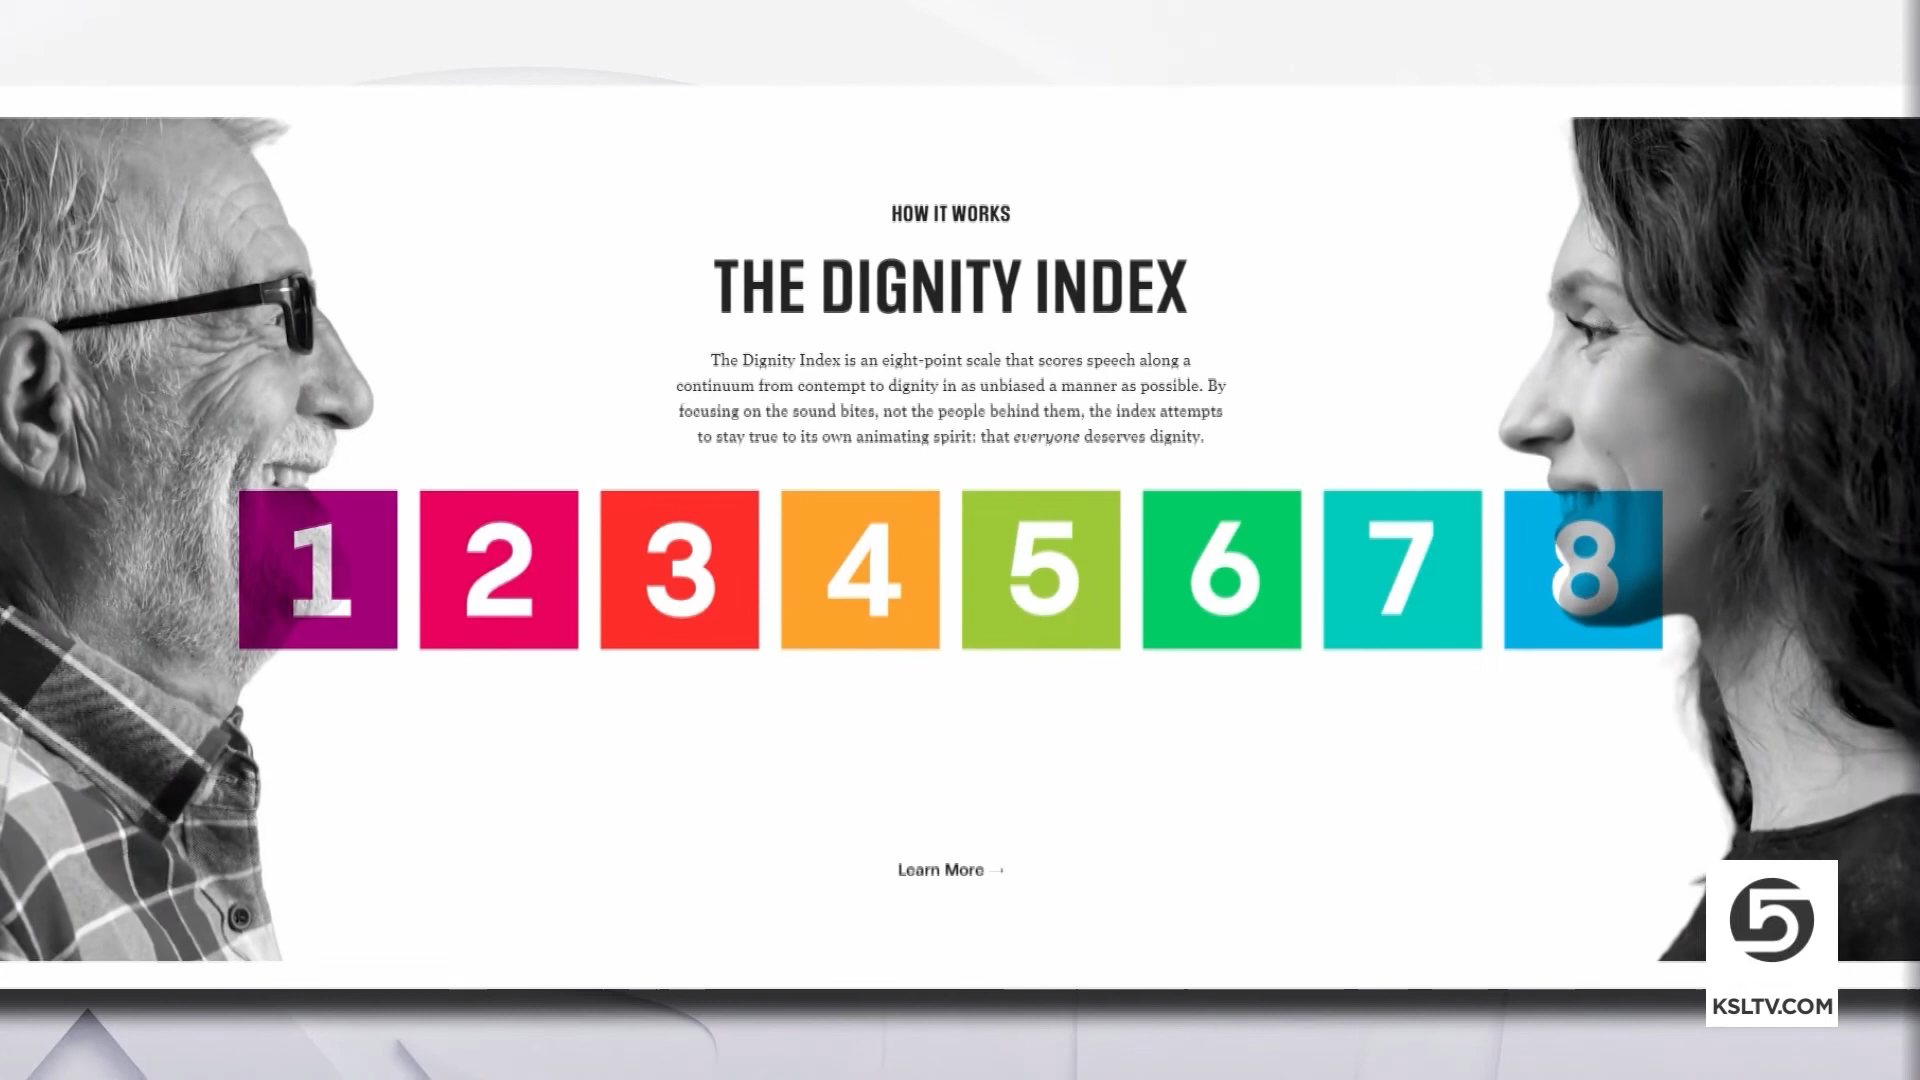 HOW IT WORKS
THE DIGNITY INDEX
The Dignity Index is an eight-point scale that scores speech along a
continuum from contempt to dignity in as unbiased a manner as possible. By
focusing on the sound bites, not the people behind them, the index attempts
to stay true to its own animating spirit: that everyone deserves dignity.
1 2 3 4 5 6 7 8
Learn More →
5
KSLTV.COM